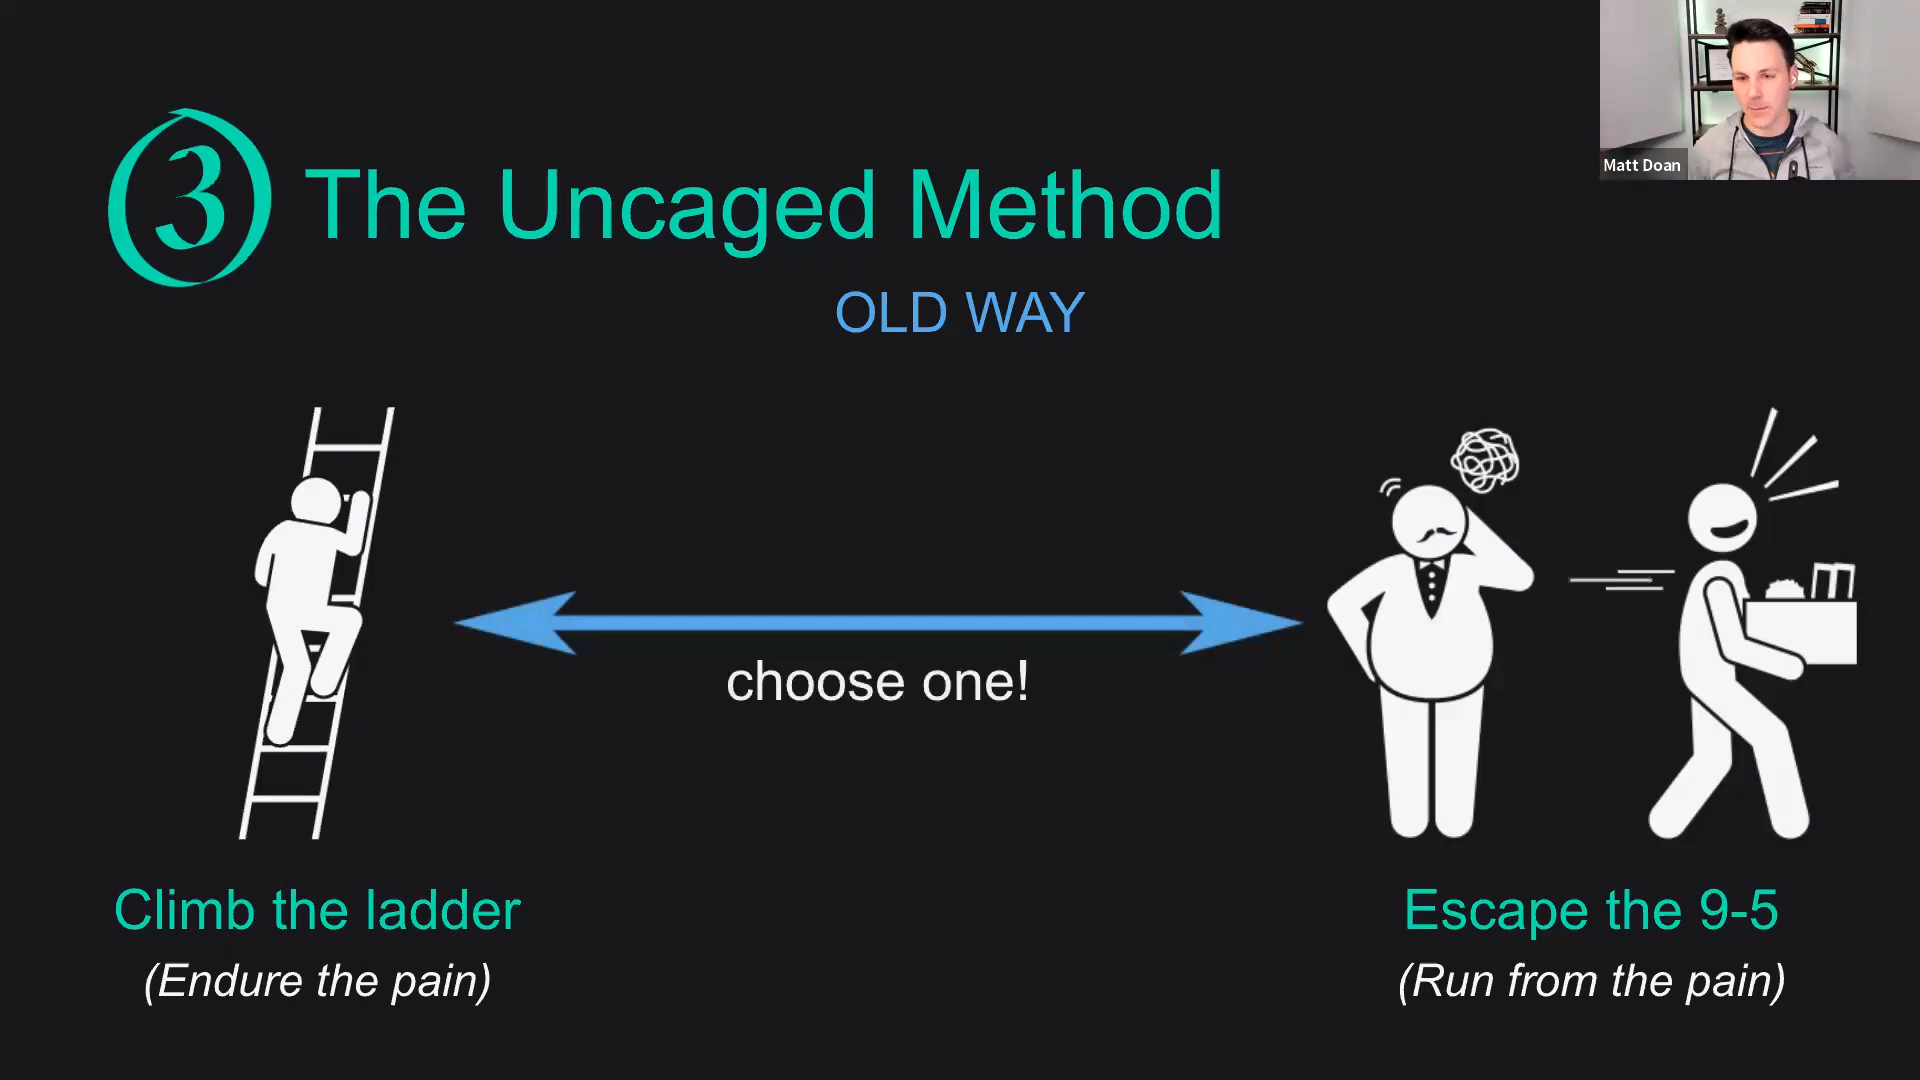 3 The Uncaged Method
OLD WAY
Matt Doan
choose one!
Climb the ladder
(Endure the pain)
Escape the 9-5
(Run from the pain)